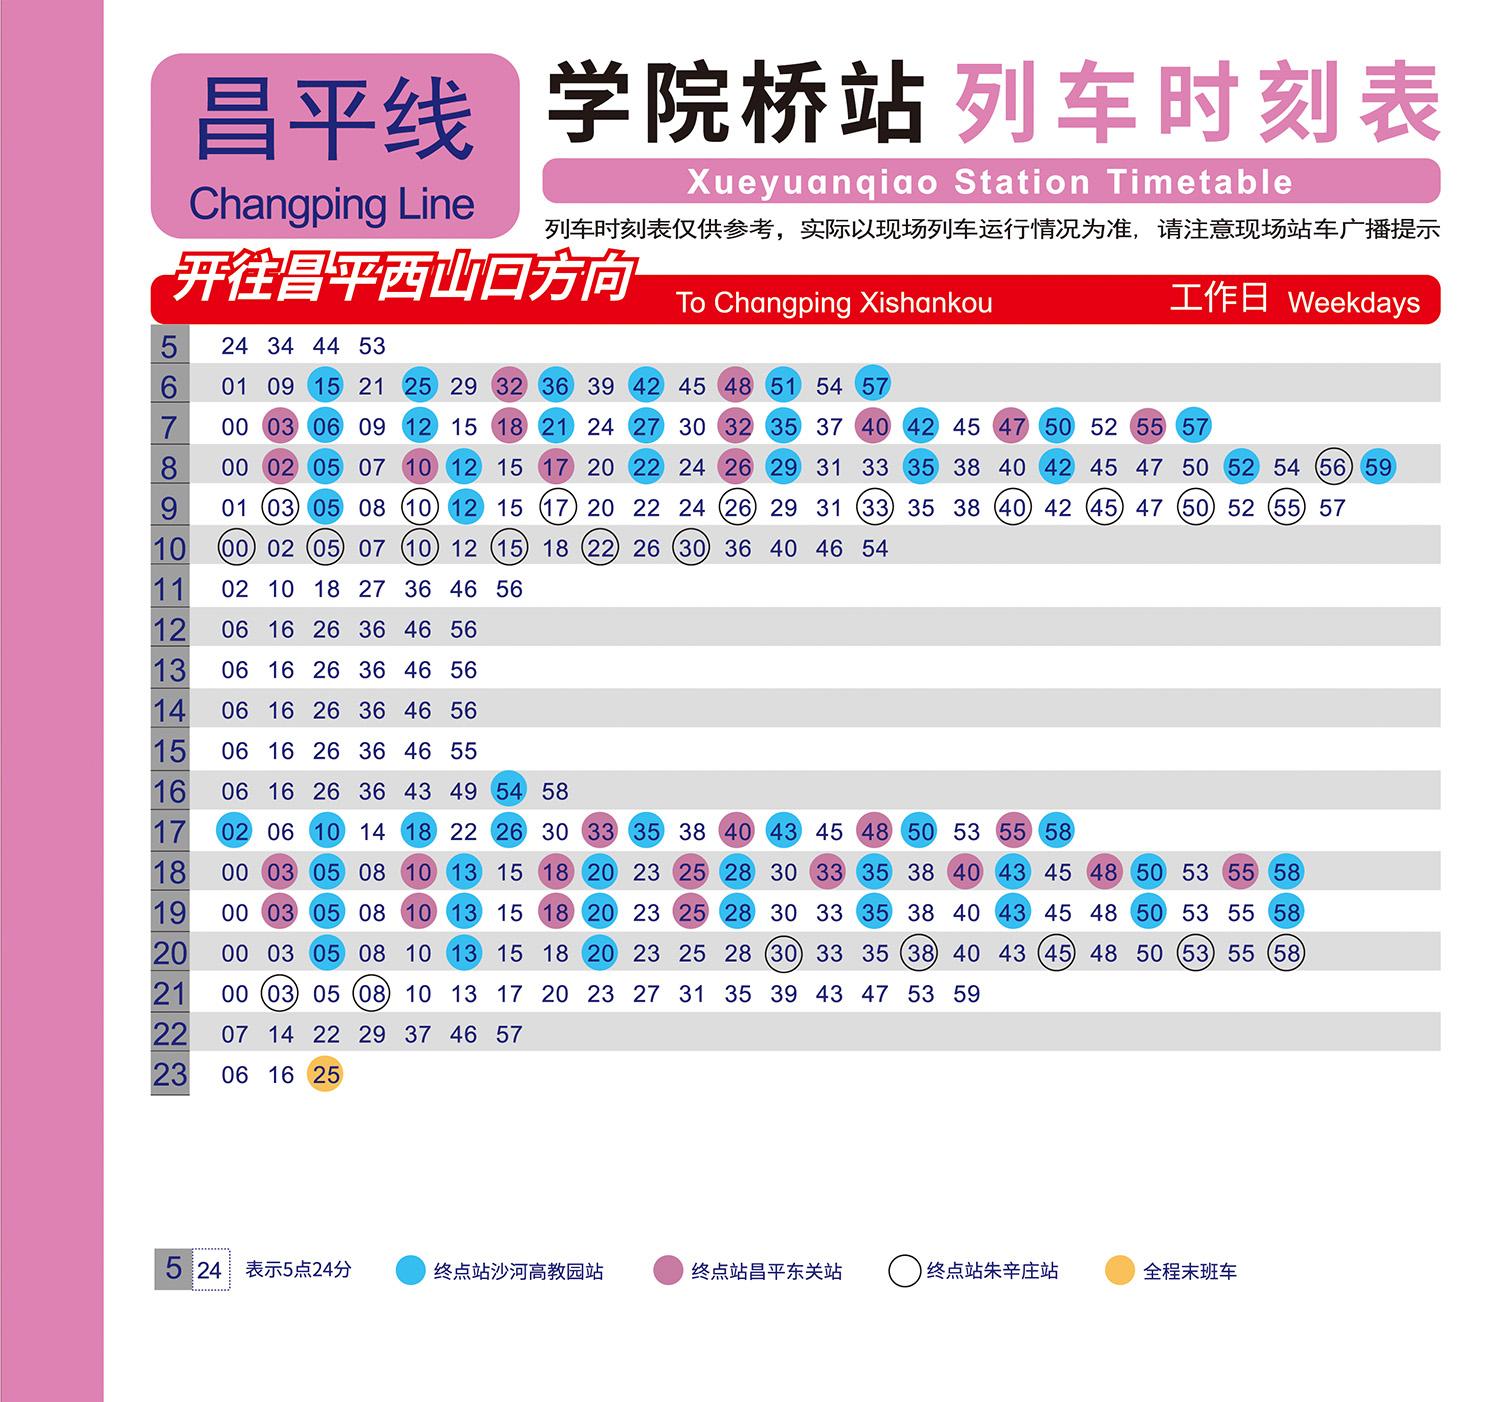 昌平线
Changping Line
学院桥站 列车时刻表
Xueyuanqiao Station Timetable
列车时刻表仅供参考，实际以现场列车运行情况为准，请注意现场站车广播提示
开往昌平西山口方向 To Changping Xishankou 工作日 Weekdays
5 24 34 44 53
6 01 09 15 21 25 29 32 36 39 42 45 48 51 54 57
7 00 03 06 09 12 15 18 21 24 27 30 32 35 37 40 42 45 47 50 52 55 57
8 00 02 05 07 10 12 15 17 20 22 24 26 29 31 33 35 38 40 42 45 47 50 52 54 56 59
9 01 03 05 08 10 12 15 17 20 22 24 26 29 31 33 35 38 40 42 45 47 50 52 55 57
10 00 02 05 07 10 12 15 18 22 26 30 36 40 46 54
11 02 10 18 27 36 46 56
12 06 16 26 36 46 56
13 06 16 26 36 46 56
14 06 16 26 36 46 56
15 06 16 26 36 46 55
16 06 16 26 36 43 49 54 58
17 02 06 10 14 18 22 26 30 33 35 38 40 43 45 48 50 53 55 58
18 00 03 05 08 10 13 15 18 20 23 25 28 30 33 35 38 40 43 45 48 50 53 55 58
19 00 03 05 08 10 13 15 18 20 23 25 28 30 33 35 38 40 43 45 48 50 53 55 58
20 00 03 05 08 10 13 15 18 20 23 25 28 30 33 35 38 40 43 45 48 50 53 55 58
21 00 03 05 08 10 13 17 20 23 27 31 35 39 43 47 53 59
22 07 14 22 29 37 46 57
23 06 16 25
5 24 表示5点24分 终点站沙河高教园站 终点站昌平东关站 终点站朱辛庄站 全程末班车